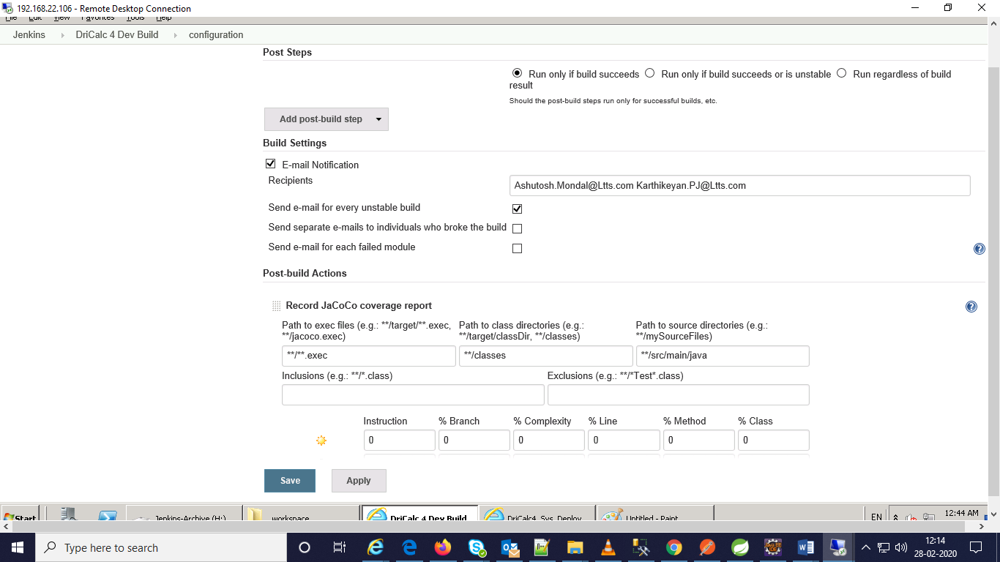 192.168.22.106 - Remote Desktop Connection
File Edit View Favorites Tools Help
Jenkins DriCalc 4 Dev Build configuration
Post Steps
Run only if build succeeds Run only if build succeeds or is unstable Run regardless of build
result
Should the post-build steps run only for successful builds, etc.
Add post-build step
Build Settings
E-mail Notification
Recipients
Ashutosh.Mondal@Ltts.com Karthikeyan.PJ@Ltts.com
Send e-mail for every unstable build
Send separate e-mails to individuals who broke the build
Send e-mail for each failed module
Post-build Actions
Record JaCoCo coverage report
Path to exec files (e.g.: **/target/**.exec,
**/jacoco.exec)
Path to class directories (e.g.:
**/target/classDir, **/classes)
Path to source directories (e.g.:
**/mySourceFiles)
**/**.exec
**/classes
**/src/main/java
Inclusions (e.g.: **/*.class)
Exclusions (e.g.: **/*Test*.class)
Instruction % Branch % Complexity % Line % Method % Class
0 0 0 0 0 0
Save Apply
Start Jenkins-Archive (H:) workspace DriCalc 4 Dev Build DriCalc4_Sys_Deploy Untitled - Paint EN 12:44 AM
Type here to search
12:14
28-02-2020